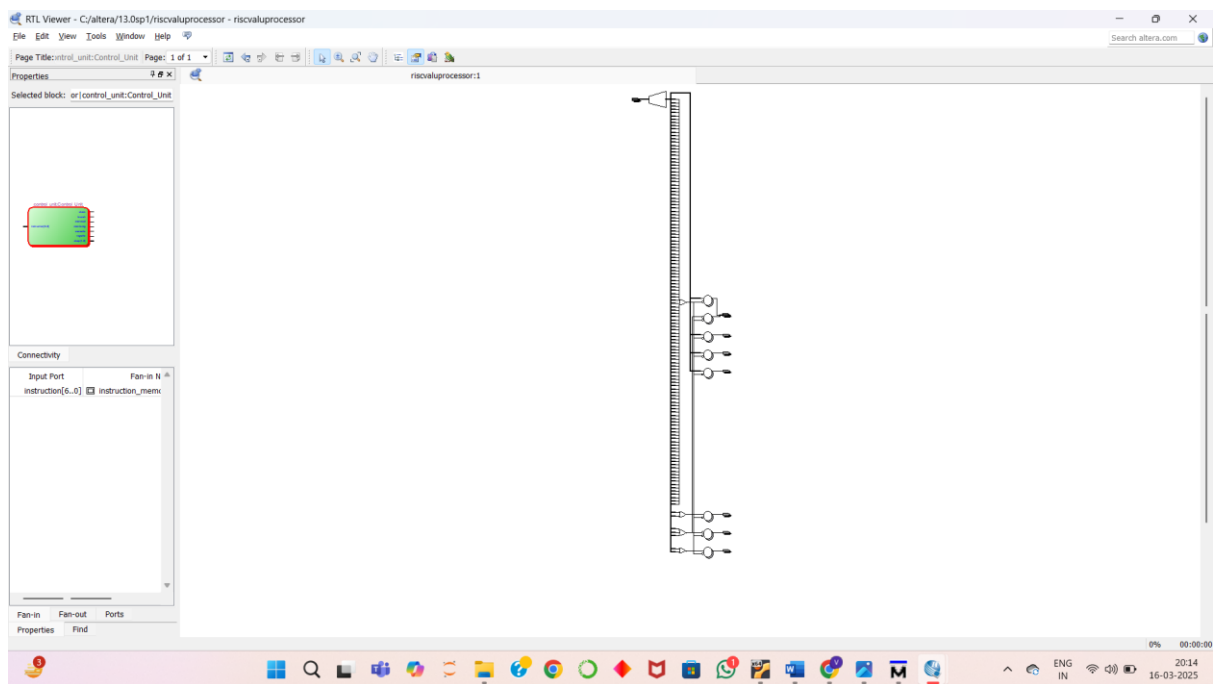 RTL Viewer - C:/altera/13.0sp1/riscvaluprocessor - riscvaluprocessor
File Edit View Tools Window Help
Search altera.com
Page Title: ntrol_unit:Control_Unit Page: 1 of 1
Properties
riscvaluprocessor:1
Selected block: or|control_unit:Control_Unit
Connectivity
Input Port Fan-in N
instruction[6..0] instruction_memo
Fan-in Fan-out Ports
Properties Find
0% 00:00:00
3
ENG
IN
20:14
16-03-2025